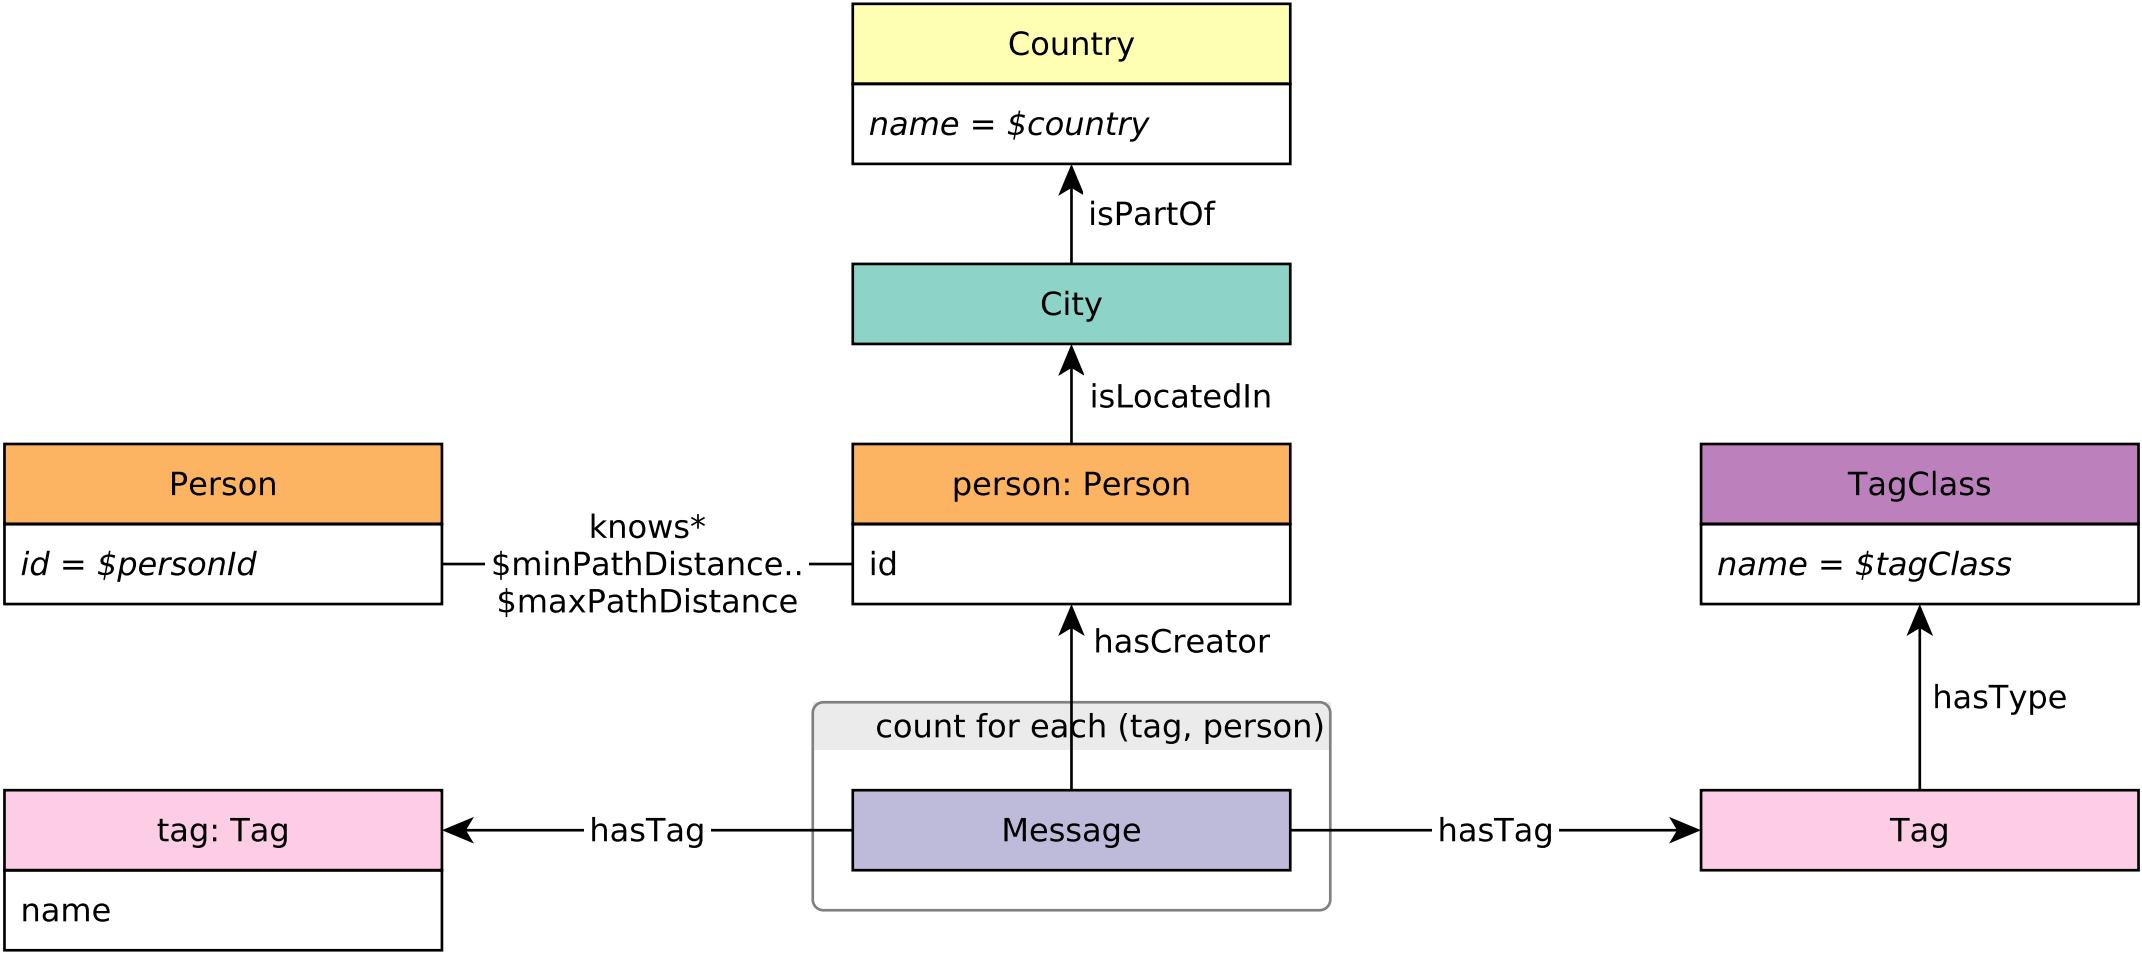 Country
name = $country
isPartOf
City
isLocatedIn
Person
id = $personId
knows*
$minPathDistance..
$maxPathDistance
person: Person
id
TagClass
name = $tagClass
hasCreator
hasType
count for each (tag, person)
tag: Tag
name
hasTag
Message
hasTag
Tag